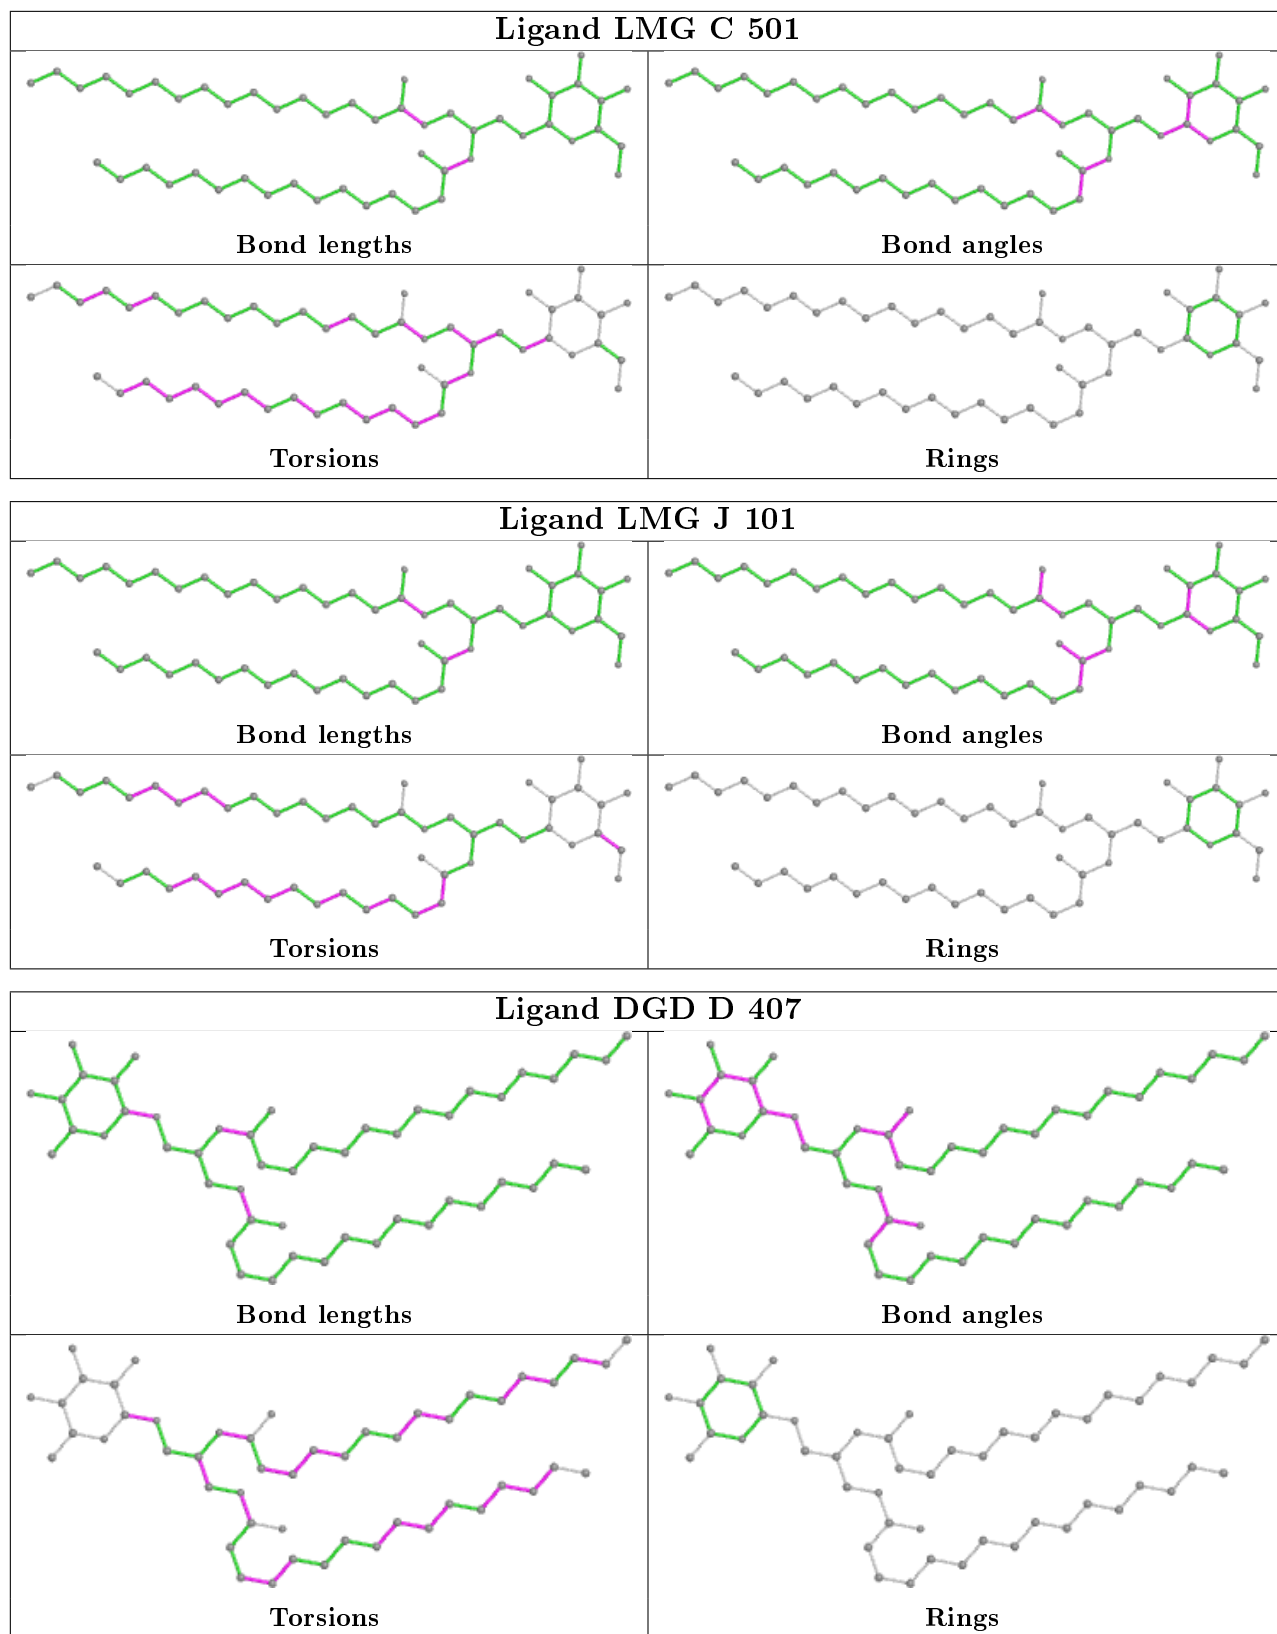 Ligand LMG C 501
Bond lengths
Bond angles
Torsions
Rings
Ligand LMG J 101
Bond lengths
Bond angles
Torsions
Rings
Ligand DGD D 407
Bond lengths
Bond angles
Torsions
Rings